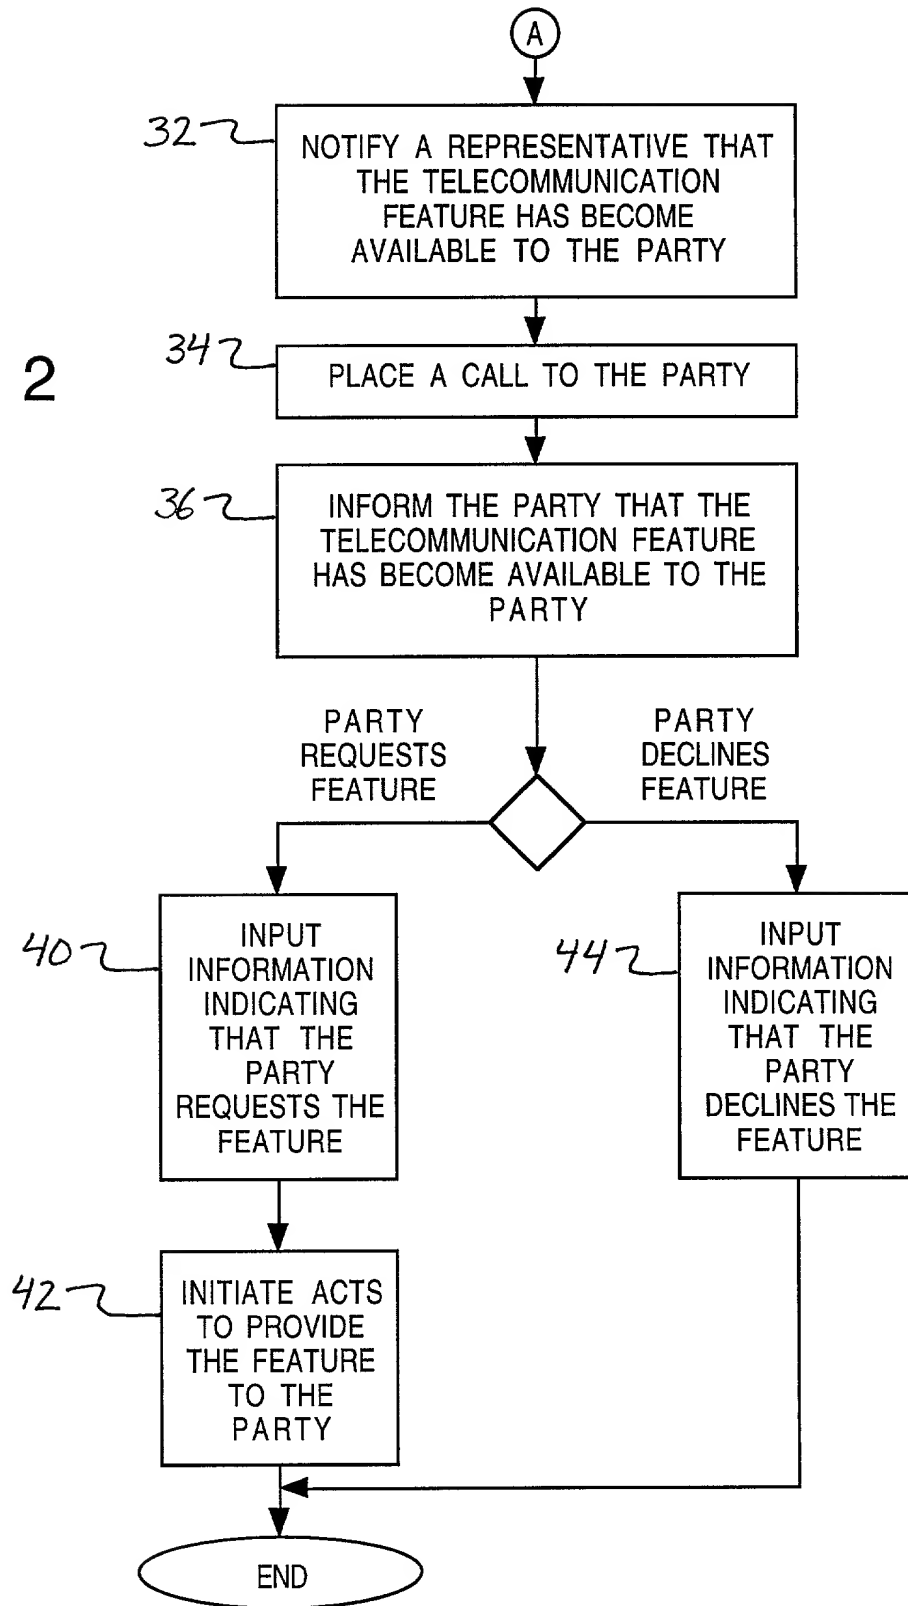 A
32
NOTIFY A REPRESENTATIVE THAT
THE TELECOMMUNICATION
FEATURE HAS BECOME
AVAILABLE TO THE PARTY
2
34
PLACE A CALL TO THE PARTY
36
INFORM THE PARTY THAT THE
TELECOMMUNICATION FEATURE
HAS BECOME AVAILABLE TO THE
PARTY
PARTY
REQUESTS
FEATURE
PARTY
DECLINES
FEATURE
40
INPUT
INFORMATION
INDICATING
THAT THE
PARTY
REQUESTS THE
FEATURE
44
INPUT
INFORMATION
INDICATING
THAT THE
PARTY
DECLINES THE
FEATURE
42
INITIATE ACTS
TO PROVIDE
THE FEATURE
TO THE
PARTY
END